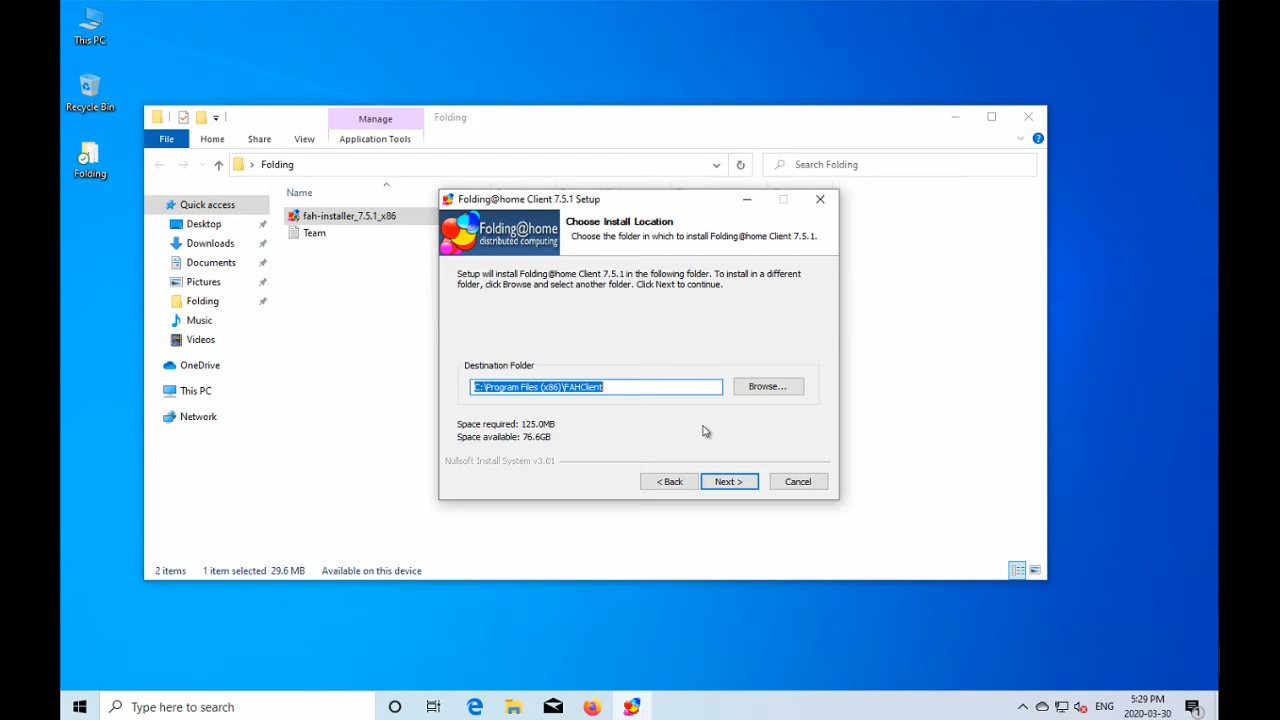 This PC
Recycle Bin
Folding
Manage
Folding
File
Home
Share
View
Application Tools
Folding
Search Folding
Name
Quick access
Desktop
Downloads
Documents
Pictures
Folding
Music
Videos
OneDrive
This PC
Network
fah-installer_7.5.1_x86
Team
Folding@home Client 7.5.1 Setup
Folding@home
distributed computing
Choose Install Location
Choose the folder in which to install Folding@home Client 7.5.1.
Setup will install Folding@home Client 7.5.1 in the following folder. To install in a different
folder, click Browse and select another folder. Click Next to continue.
Destination Folder
C:\Program Files (x86)\FAHClient
Browse...
Space required: 125.0MB
Space available: 76.6GB
Nullsoft Install System v3.01
< Back
Next >
Cancel
2 items
1 item selected 29.6 MB
Available on this device
Type here to search
ENG
5:29 PM
2020-03-30
1